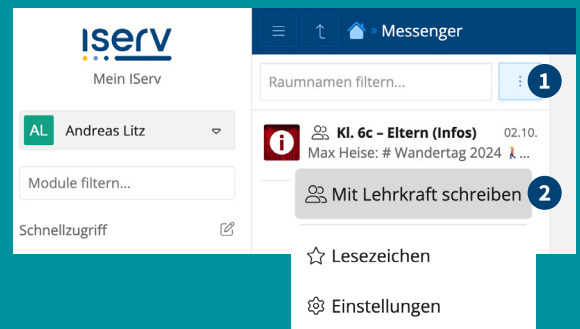 IServ
Mein IServ
AL Andreas Litz
Module filtern...
Schnellzugriff
» Messenger
Raumnamen filtern...
1
Kl. 6c – Eltern (Infos) 02.10.
Max Heise: # Wandertag 2024 ...
Mit Lehrkraft schreiben 2
Lesezeichen
Einstellungen